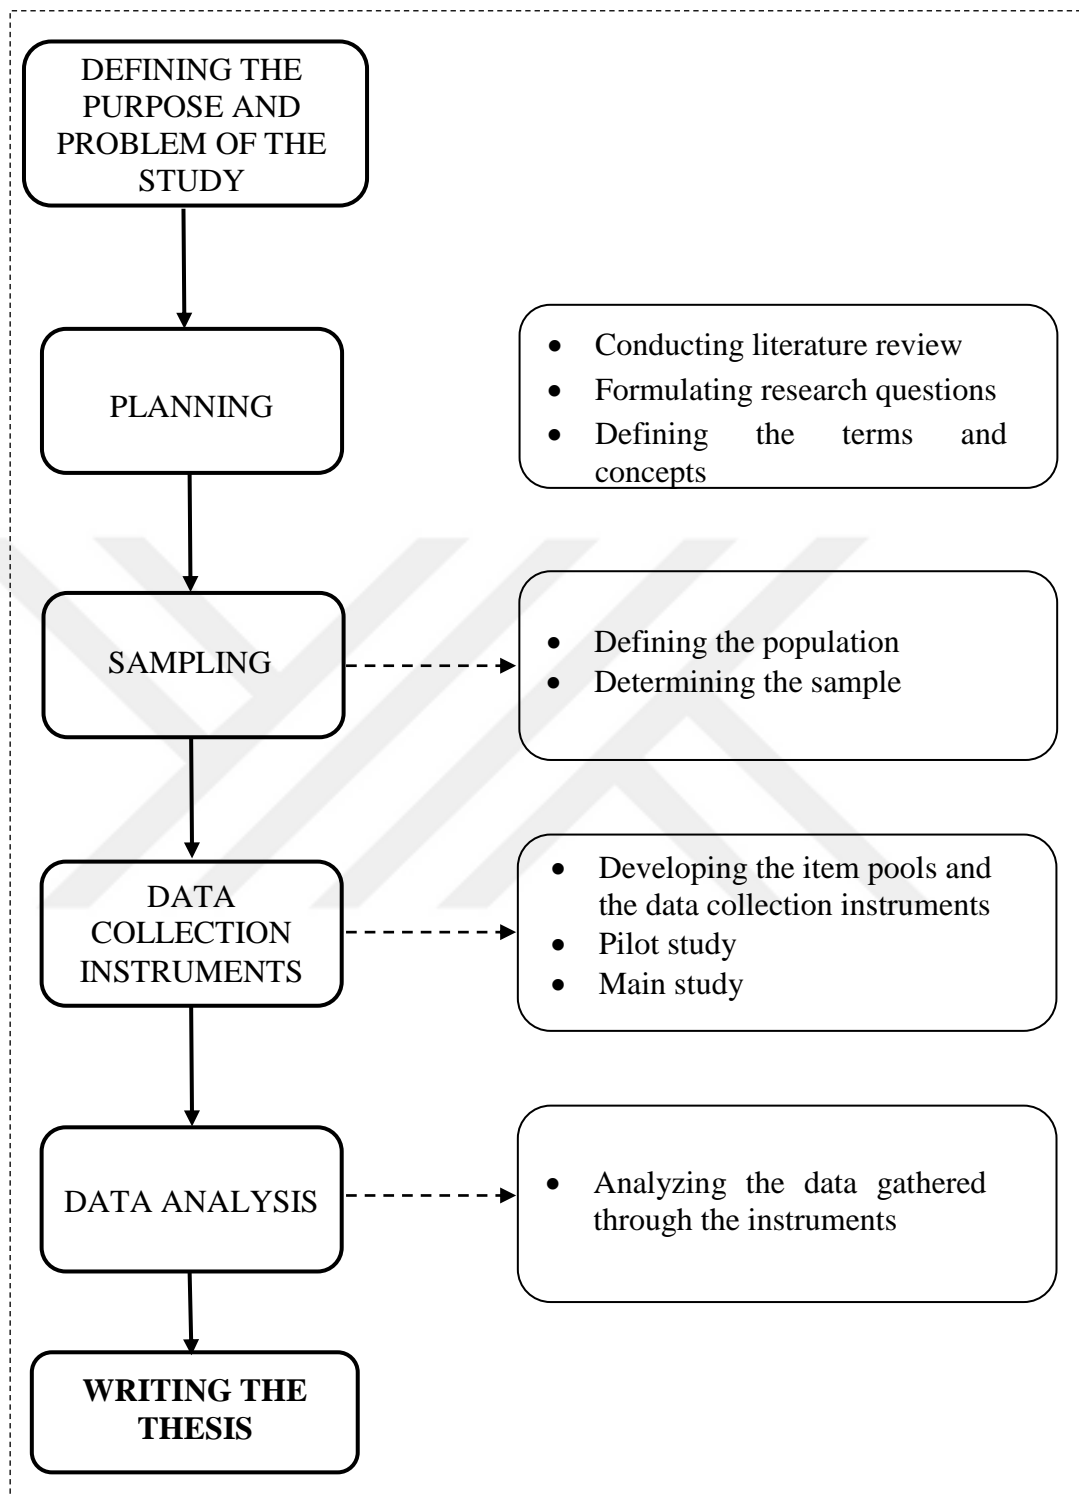 DEFINING THE
PURPOSE AND
PROBLEM OF THE
STUDY
PLANNING
• Conducting literature review
• Formulating research questions
• Defining the terms and
concepts
SAMPLING
• Defining the population
• Determining the sample
DATA
COLLECTION
INSTRUMENTS
• Developing the item pools and
the data collection instruments
• Pilot study
• Main study
DATA ANALYSIS
• Analyzing the data gathered
through the instruments
WRITING THE
THESIS